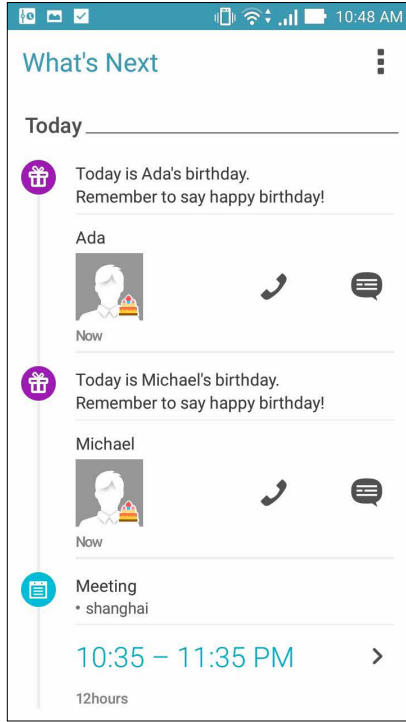 10:48 AM
What's Next
Today
Today is Ada's birthday.
Remember to say happy birthday!
Ada
Now
Today is Michael's birthday.
Remember to say happy birthday!
Michael
Now
Meeting
• shanghai
10:35 – 11:35 PM
12hours